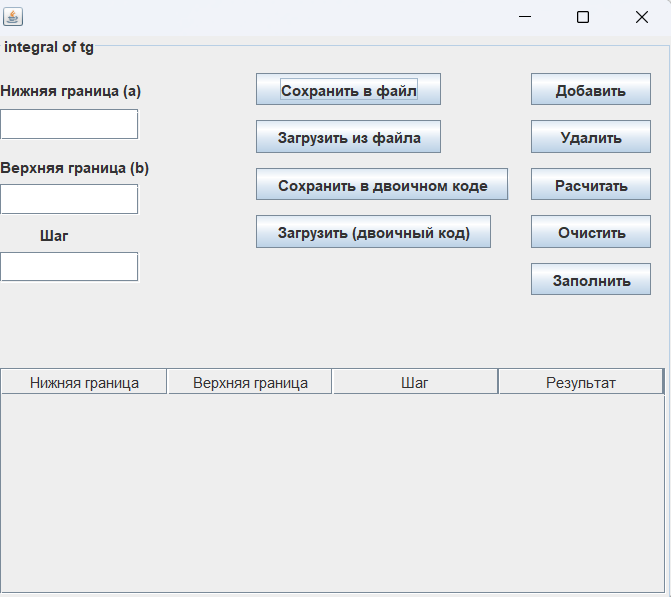 integral of tg
Нижняя граница (a)
Сохранить в файл
Добавить
Загрузить из файла
Удалить
Верхняя граница (b)
Сохранить в двоичном коде
Расчитать
Шаг
Загрузить (двоичный код)
Очистить
Заполнить
Нижняя граница Верхняя граница Шаг Результат